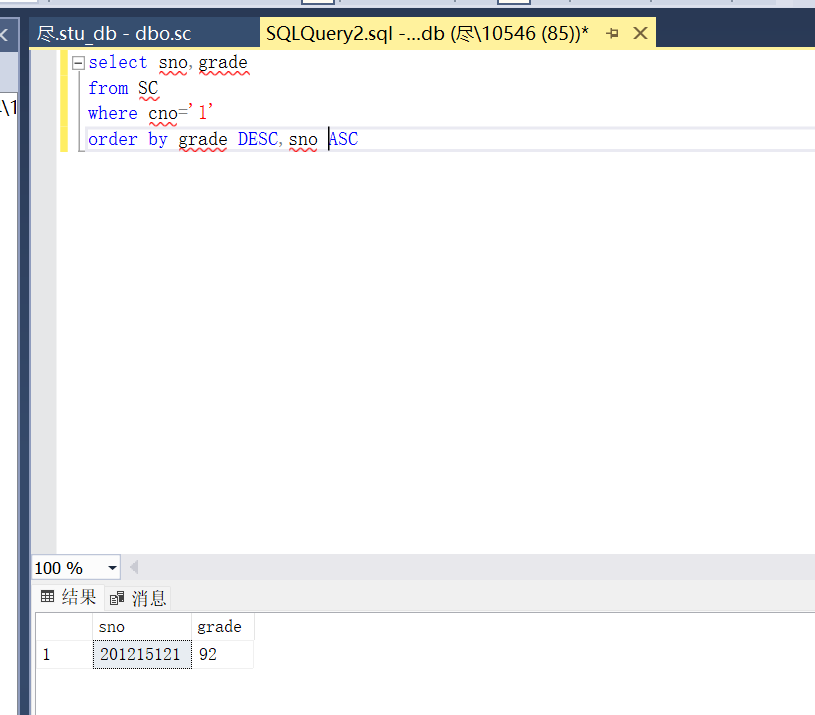 尽.stu_db - dbo.sc
SQLQuery2.sql -...db (尽\10546 (85))*
\1
select sno,grade
from SC
where cno='1'
order by grade DESC,sno ASC
100 %
结果 消息
sno grade
1 201215121 92